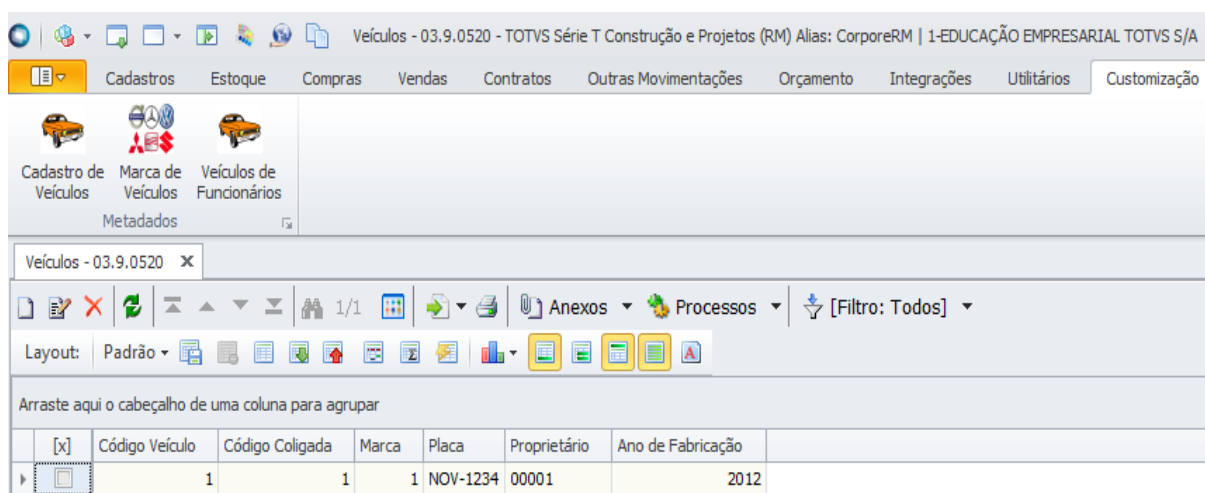 Veículos - 03.9.0520 - TOTVS Série T Construção e Projetos (RM) Alias: CorporeRM | 1-EDUCAÇÃO EMPRESARIAL TOTVS S/A
Cadastros Estoque Compras Vendas Contratos Outras Movimentações Orçamento Integrações Utilitários Customização
Cadastro de Veículos Marca de Veículos Veículos de Funcionários
Metadados
Veículos - 03.9.0520 X
1/1 Anexos Processos [Filtro: Todos]
Layout: Padrão
Arraste aqui o cabeçalho de uma coluna para agrupar
[x] Código Veículo Código Coligada Marca Placa Proprietário Ano de Fabricação
1 1 1 NOV-1234 00001 2012